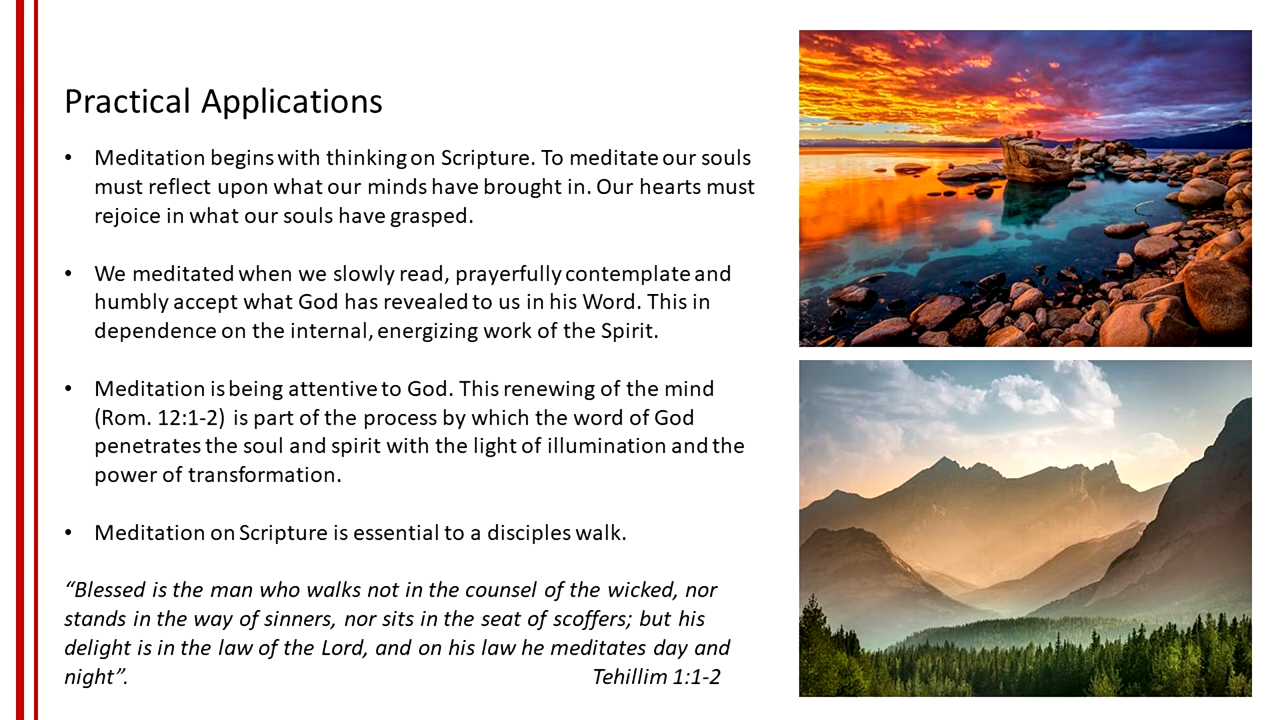 Practical Applications
• Meditation begins with thinking on Scripture. To meditate our souls
must reflect upon what our minds have brought in. Our hearts must
rejoice in what our souls have grasped.
• We meditated when we slowly read, prayerfully contemplate and
humbly accept what God has revealed to us in his Word. This in
dependence on the internal, energizing work of the Spirit.
• Meditation is being attentive to God. This renewing of the mind
(Rom. 12:1-2) is part of the process by which the word of God
penetrates the soul and spirit with the light of illumination and the
power of transformation.
• Meditation on Scripture is essential to a disciples walk.
“Blessed is the man who walks not in the counsel of the wicked, nor
stands in the way of sinners, nor sits in the seat of scoffers; but his
delight is in the law of the Lord, and on his law he meditates day and
night”. Tehillim 1:1-2